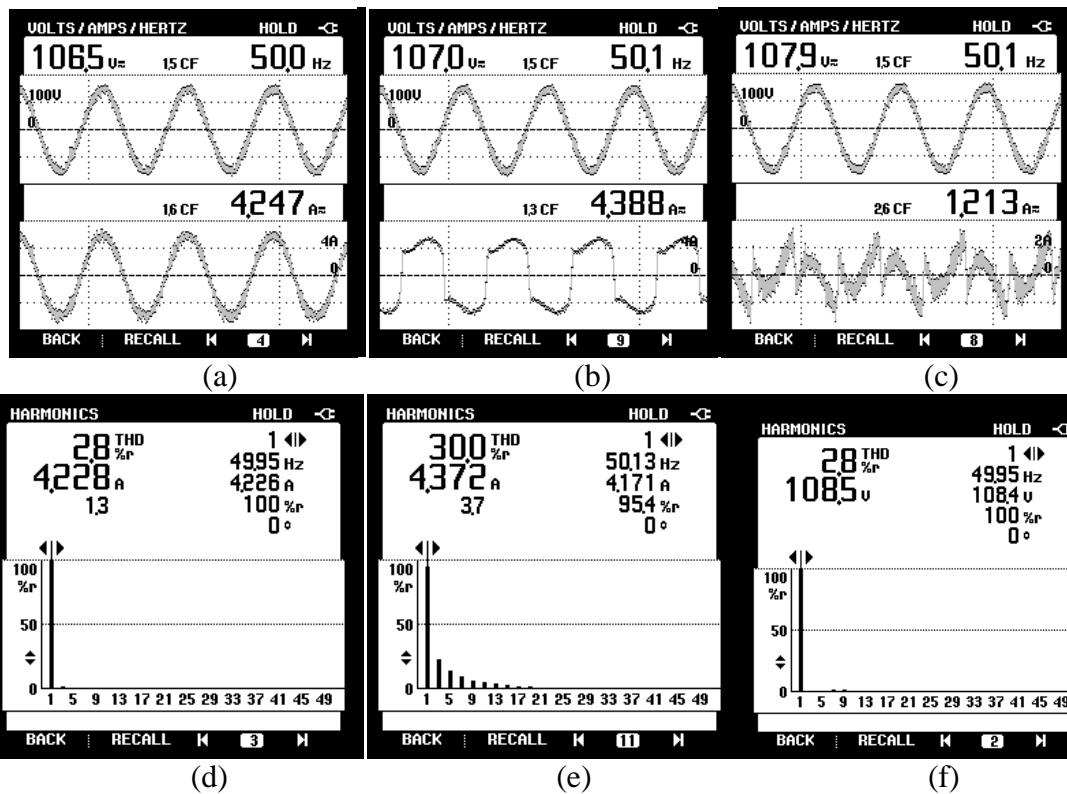 VOLTS / AMPS / HERTZ HOLD
106.5 V≂ 1.5 CF 50.0 Hz
100V
0
1.6 CF 4.247 A≂
4A
0
BACK RECALL 4
(a)
VOLTS / AMPS / HERTZ HOLD
107.0 V≂ 1.5 CF 50.1 Hz
100V
0
1.3 CF 4.388 A≂
4A
0
BACK RECALL 9
(b)
VOLTS / AMPS / HERTZ HOLD
107.9 V≂ 1.5 CF 50.1 Hz
100V
0
2.6 CF 1.213 A≂
2A
0
BACK RECALL 8
(c)
HARMONICS HOLD
2.8 THD %r 1
49.95 Hz
4.228 A 4.226 A
1.3 100 %r
0 °
100
%r
50
0
1 5 9 13 17 21 25 29 33 37 41 45 49
BACK RECALL 3
(d)
HARMONICS HOLD
30.0 THD %r 1
50.13 Hz
4.372 A 4.171 A
3.7 95.4 %r
0 °
100
%r
50
0
1 5 9 13 17 21 25 29 33 37 41 45 49
BACK RECALL 11
(e)
HARMONICS HOLD
2.8 THD %r 1
49.95 Hz
108.5 V 108.4 V
100 %r
0 °
100
%r
50
0
1 5 9 13 17 21 25 29 33 37 41 45 49
BACK RECALL 2
(f)